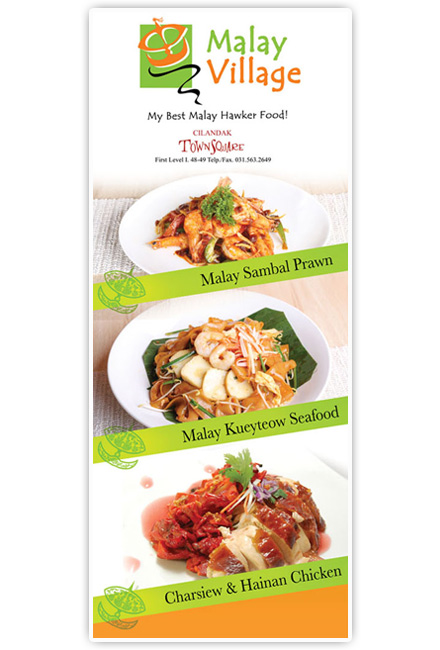 Malay
Village
My Best Malay Hawker Food!
CILANDAK
TOWNSQUARE
First Level I. 48-49 Telp./Fax. 031.563.2649
Malay Sambal Prawn
Malay Kueyteow Seafood
Charsiew & Hainan Chicken